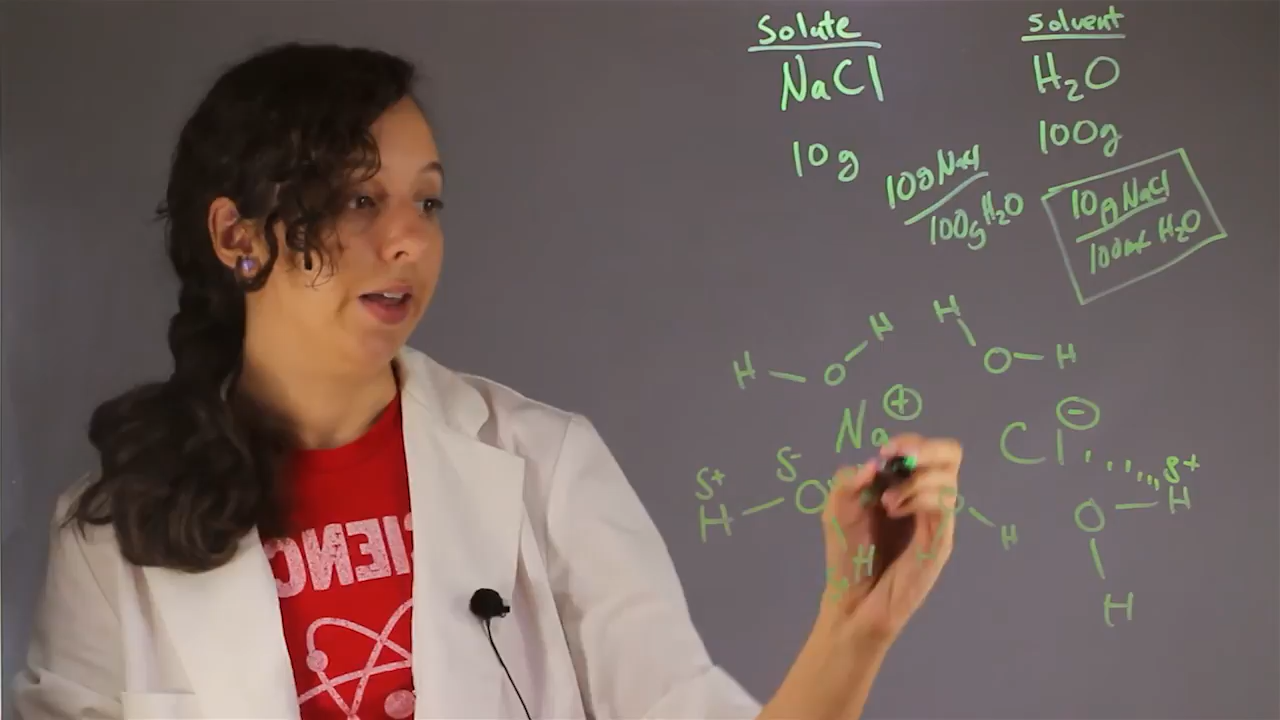 Solute
NaCl
10g
Solvent
H₂O
100g
10g NaCl
100g H₂O
10g NaCl
100mL H₂O
H
O
H
H
O
H
Na +
Cl -
δ+
H
δ-
O
H
O
H
H
δ+
H
O
H